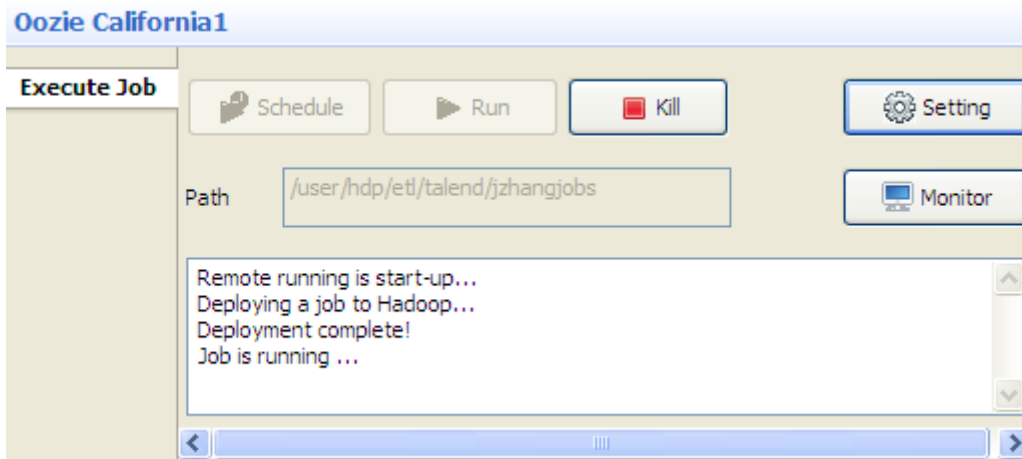 Oozie California1
Execute Job
Schedule
Run
Kill
Setting
Path
/user/hdp/etl/talend/jzhangjobs
Monitor
Remote running is start-up...
Deploying a job to Hadoop...
Deployment complete!
Job is running ...